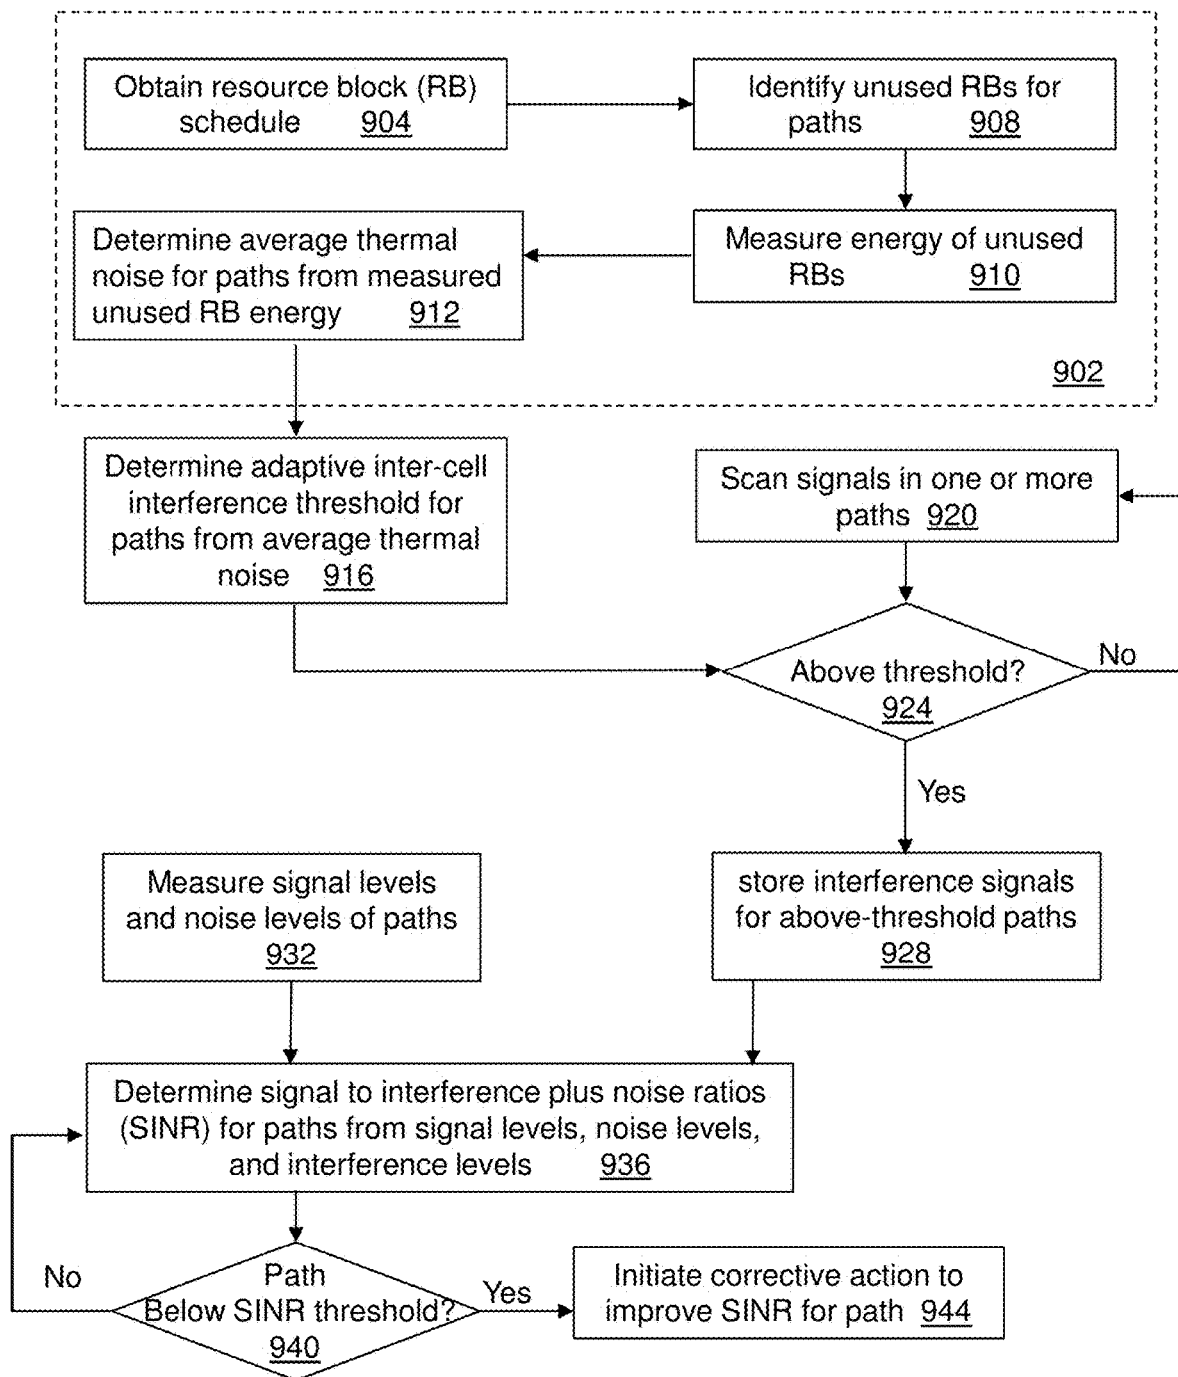 Obtain resource block (RB)
schedule 904
Identify unused RBs for
paths 908
Measure energy of unused
RBs 910
Determine average thermal
noise for paths from measured
unused RB energy 912
902
Determine adaptive inter-cell
interference threshold for
paths from average thermal
noise 916
Scan signals in one or more
paths 920
Above threshold?
924
No
Yes
store interference signals
for above-threshold paths
928
Measure signal levels
and noise levels of paths
932
Determine signal to interference plus noise ratios
(SINR) for paths from signal levels, noise levels,
and interference levels 936
Path
Below SINR threshold?
940
No
Yes
Initiate corrective action to
improve SINR for path 944